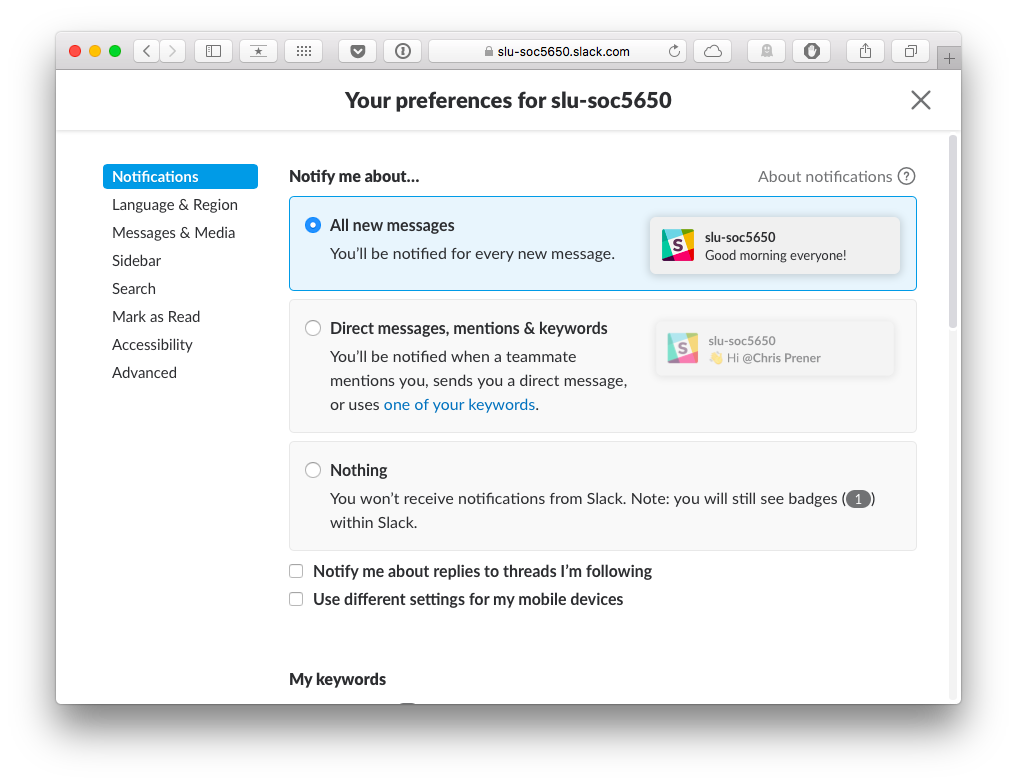 slu-soc5650.slack.com
Your preferences for slu-soc5650
Notifications
Language & Region
Messages & Media
Sidebar
Search
Mark as Read
Accessibility
Advanced
Notify me about...
About notifications ?
All new messages
You’ll be notified for every new message.
S
slu-soc5650
Good morning everyone!
Direct messages, mentions & keywords
You’ll be notified when a teammate
mentions you, sends you a direct message,
or uses one of your keywords.
S
slu-soc5650
👋 Hi @Chris Prener
Nothing
You won’t receive notifications from Slack. Note: you will still see badges (1)
within Slack.
Notify me about replies to threads I’m following
Use different settings for my mobile devices
My keywords